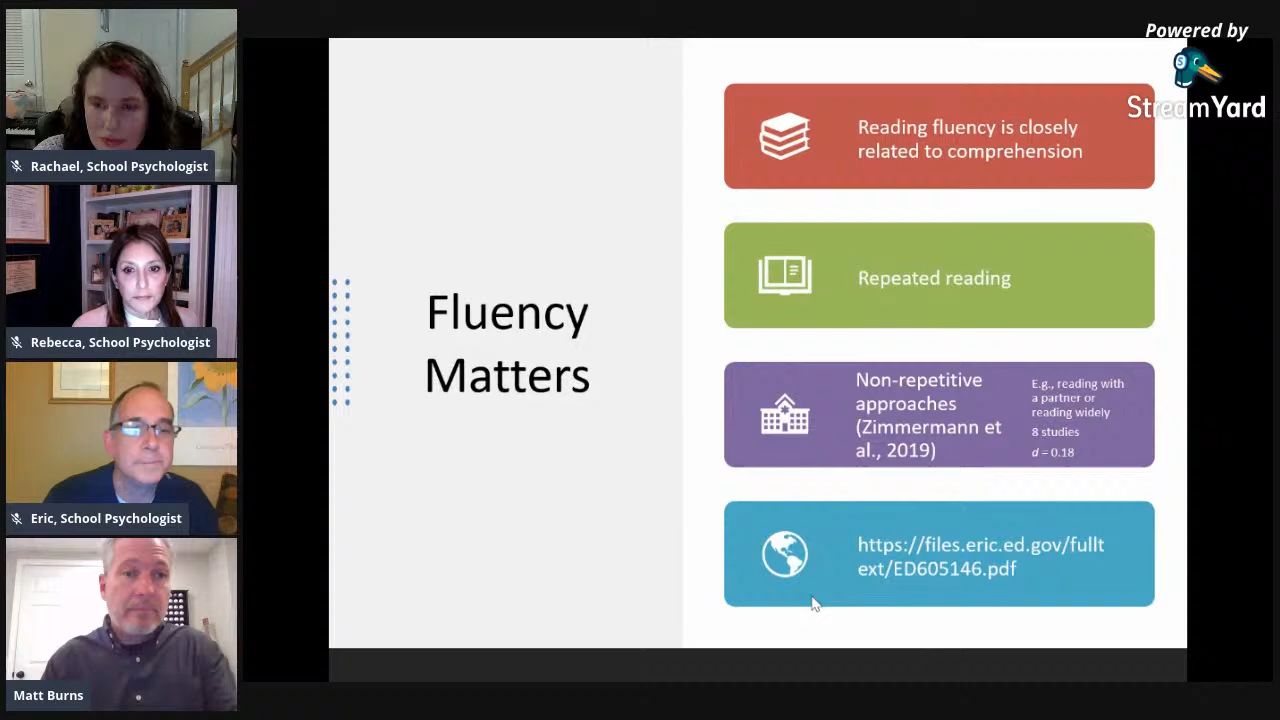 Powered by
StreamYard
Rachael, School Psychologist
Rebecca, School Psychologist
Eric, School Psychologist
Matt Burns
Fluency
Matters
Reading fluency is closely
related to comprehension
Repeated reading
Non-repetitive
approaches
(Zimmermann et
al., 2019)
E.g., reading with
a partner or
reading widely
8 studies
d = 0.18
https://files.eric.ed.gov/fullt
ext/ED605146.pdf